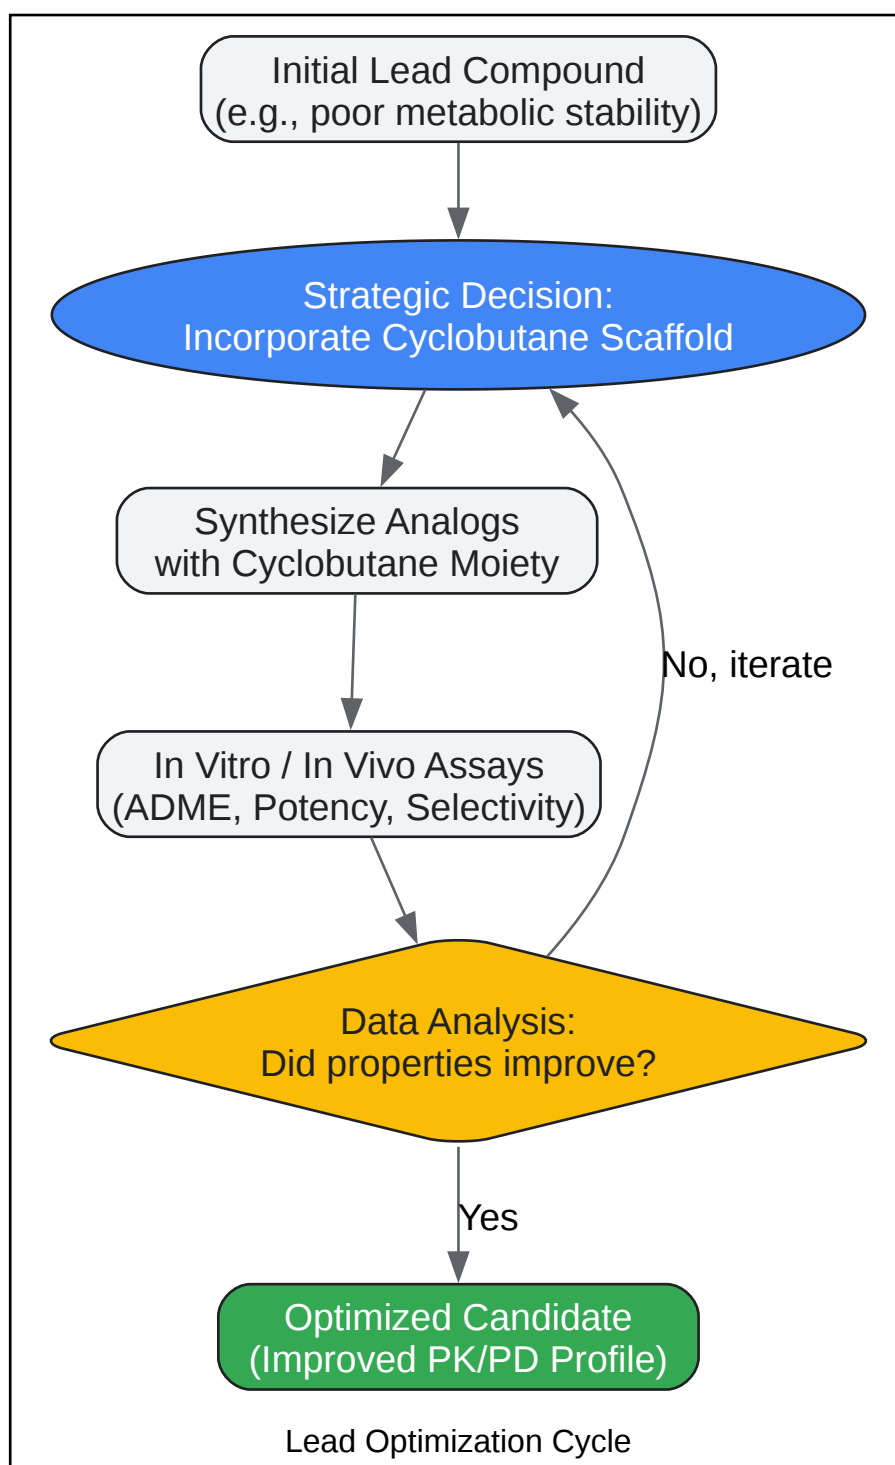 Initial Lead Compound
(e.g., poor metabolic stability)
Strategic Decision:
Incorporate Cyclobutane Scaffold
Synthesize Analogs
with Cyclobutane Moiety
No, iterate
In Vitro / In Vivo Assays
(ADME, Potency, Selectivity)
Data Analysis:
Did properties improve?
Yes
Optimized Candidate
(Improved PK/PD Profile)
Lead Optimization Cycle